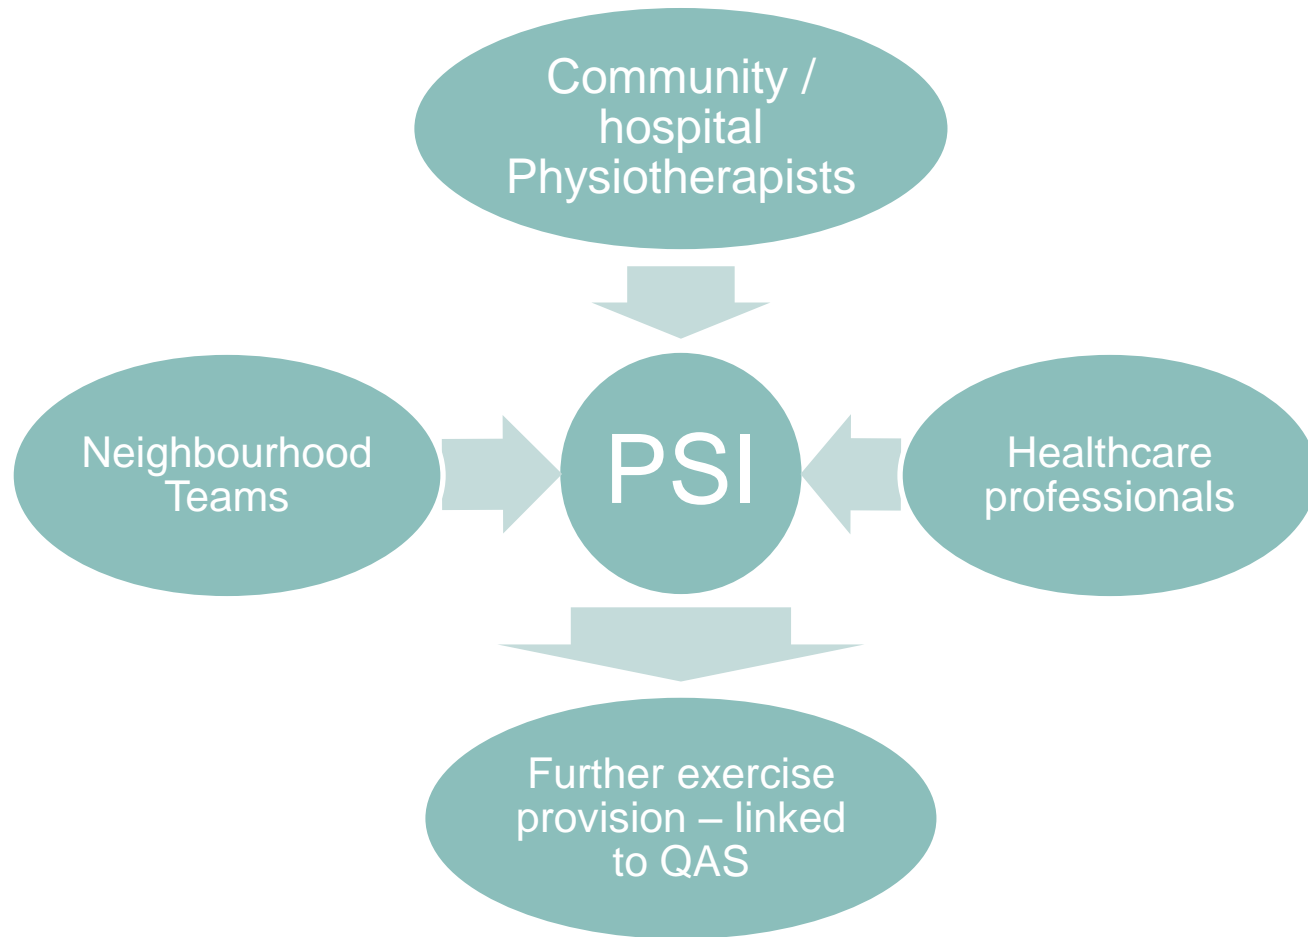 Community /
hospital
Physiotherapists
Neighbourhood
Teams
PSI
Healthcare
professionals
Further exercise
provision – linked
to QAS